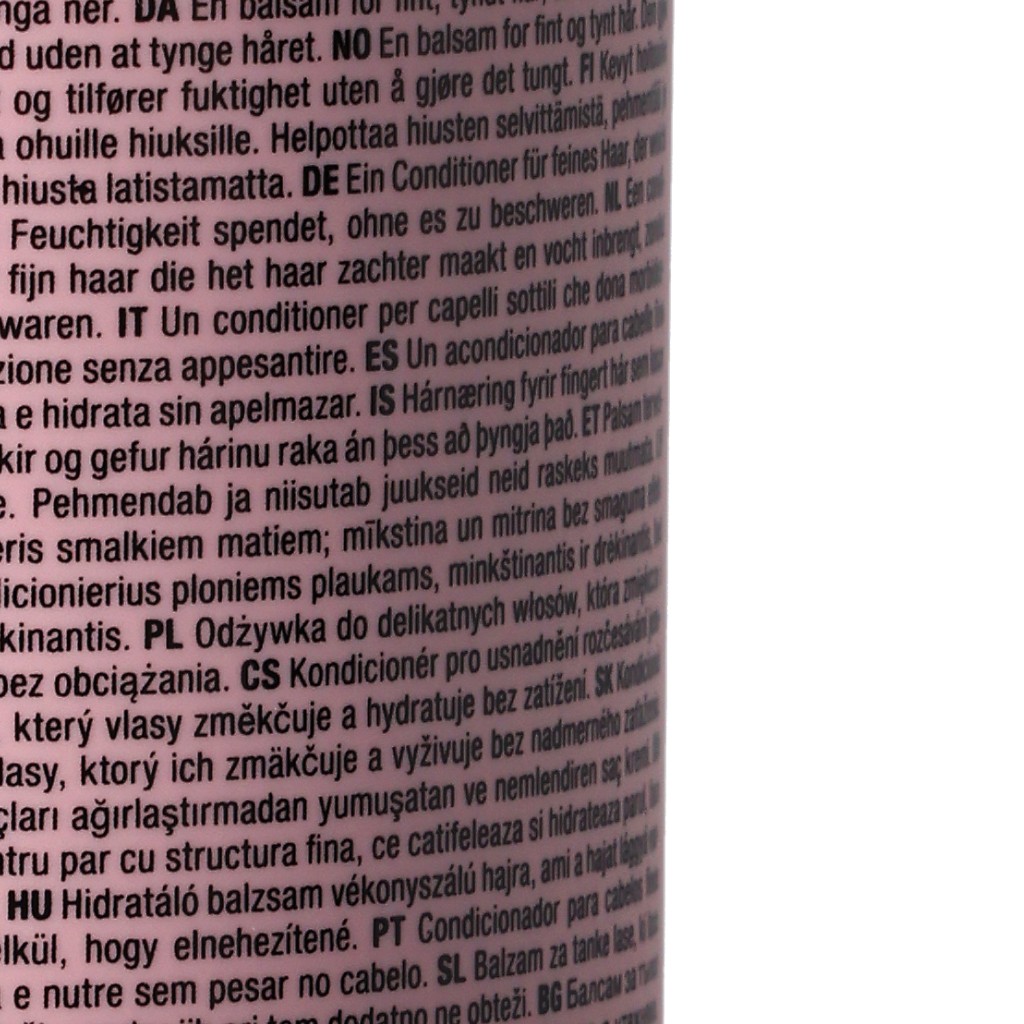 ner. DA En balsam for fint, tyndt
uden at tynge håret. NO En balsam for fint og tynt hår. Den
og tilfører fuktighet uten å gjøre det tungt. FI Kevyt
ohuille hiuksille. Helpottaa hiusten selvittämistä,
hiusta latistamatta. DE Ein Conditioner für feines Haar, der
Feuchtigkeit spendet, ohne es zu beschweren. NL Een
fijn haar die het haar zachter maakt en vocht inbrengt,
waren. IT Un conditioner per capelli sottili che dona
zione senza appesantire. ES Un acondicionador para cabello
e hidrata sin apelmazar. IS Hárnæring fyrir fíngert hár sem
kir og gefur hárinu raka án þess að þyngja það. ET Palsam
Pehmendab ja niisutab juukseid neid raskeks muutmata.
eris smalkiem matiem; mīkstina un mitrina bez smaguma
licionierius ploniems plaukams, minkštinantis ir drėkinantis,
kinantis. PL Odżywka do delikatnych włosów, która
bez obciążania. CS Kondicionér pro usnadnění rozčesávání
který vlasy změkčuje a hydratuje bez zatížení. SK
lasy, ktorý ich zmäkčuje a vyživuje bez nadmerného
çları ağırlaştırmadan yumuşatan ve nemlendiren saç kremi.
ntru par cu structura fina, ce catifeleaza si hidrateaza parul,
HU Hidratáló balzsam vékonyszálú hajra, ami a hajat
elkül, hogy elnehezítené. PT Condicionador para cabelos
e nutre sem pesar no cabelo. SL Balzam za tanke lase,
tem dodatno ne obteži. BG Балсам за